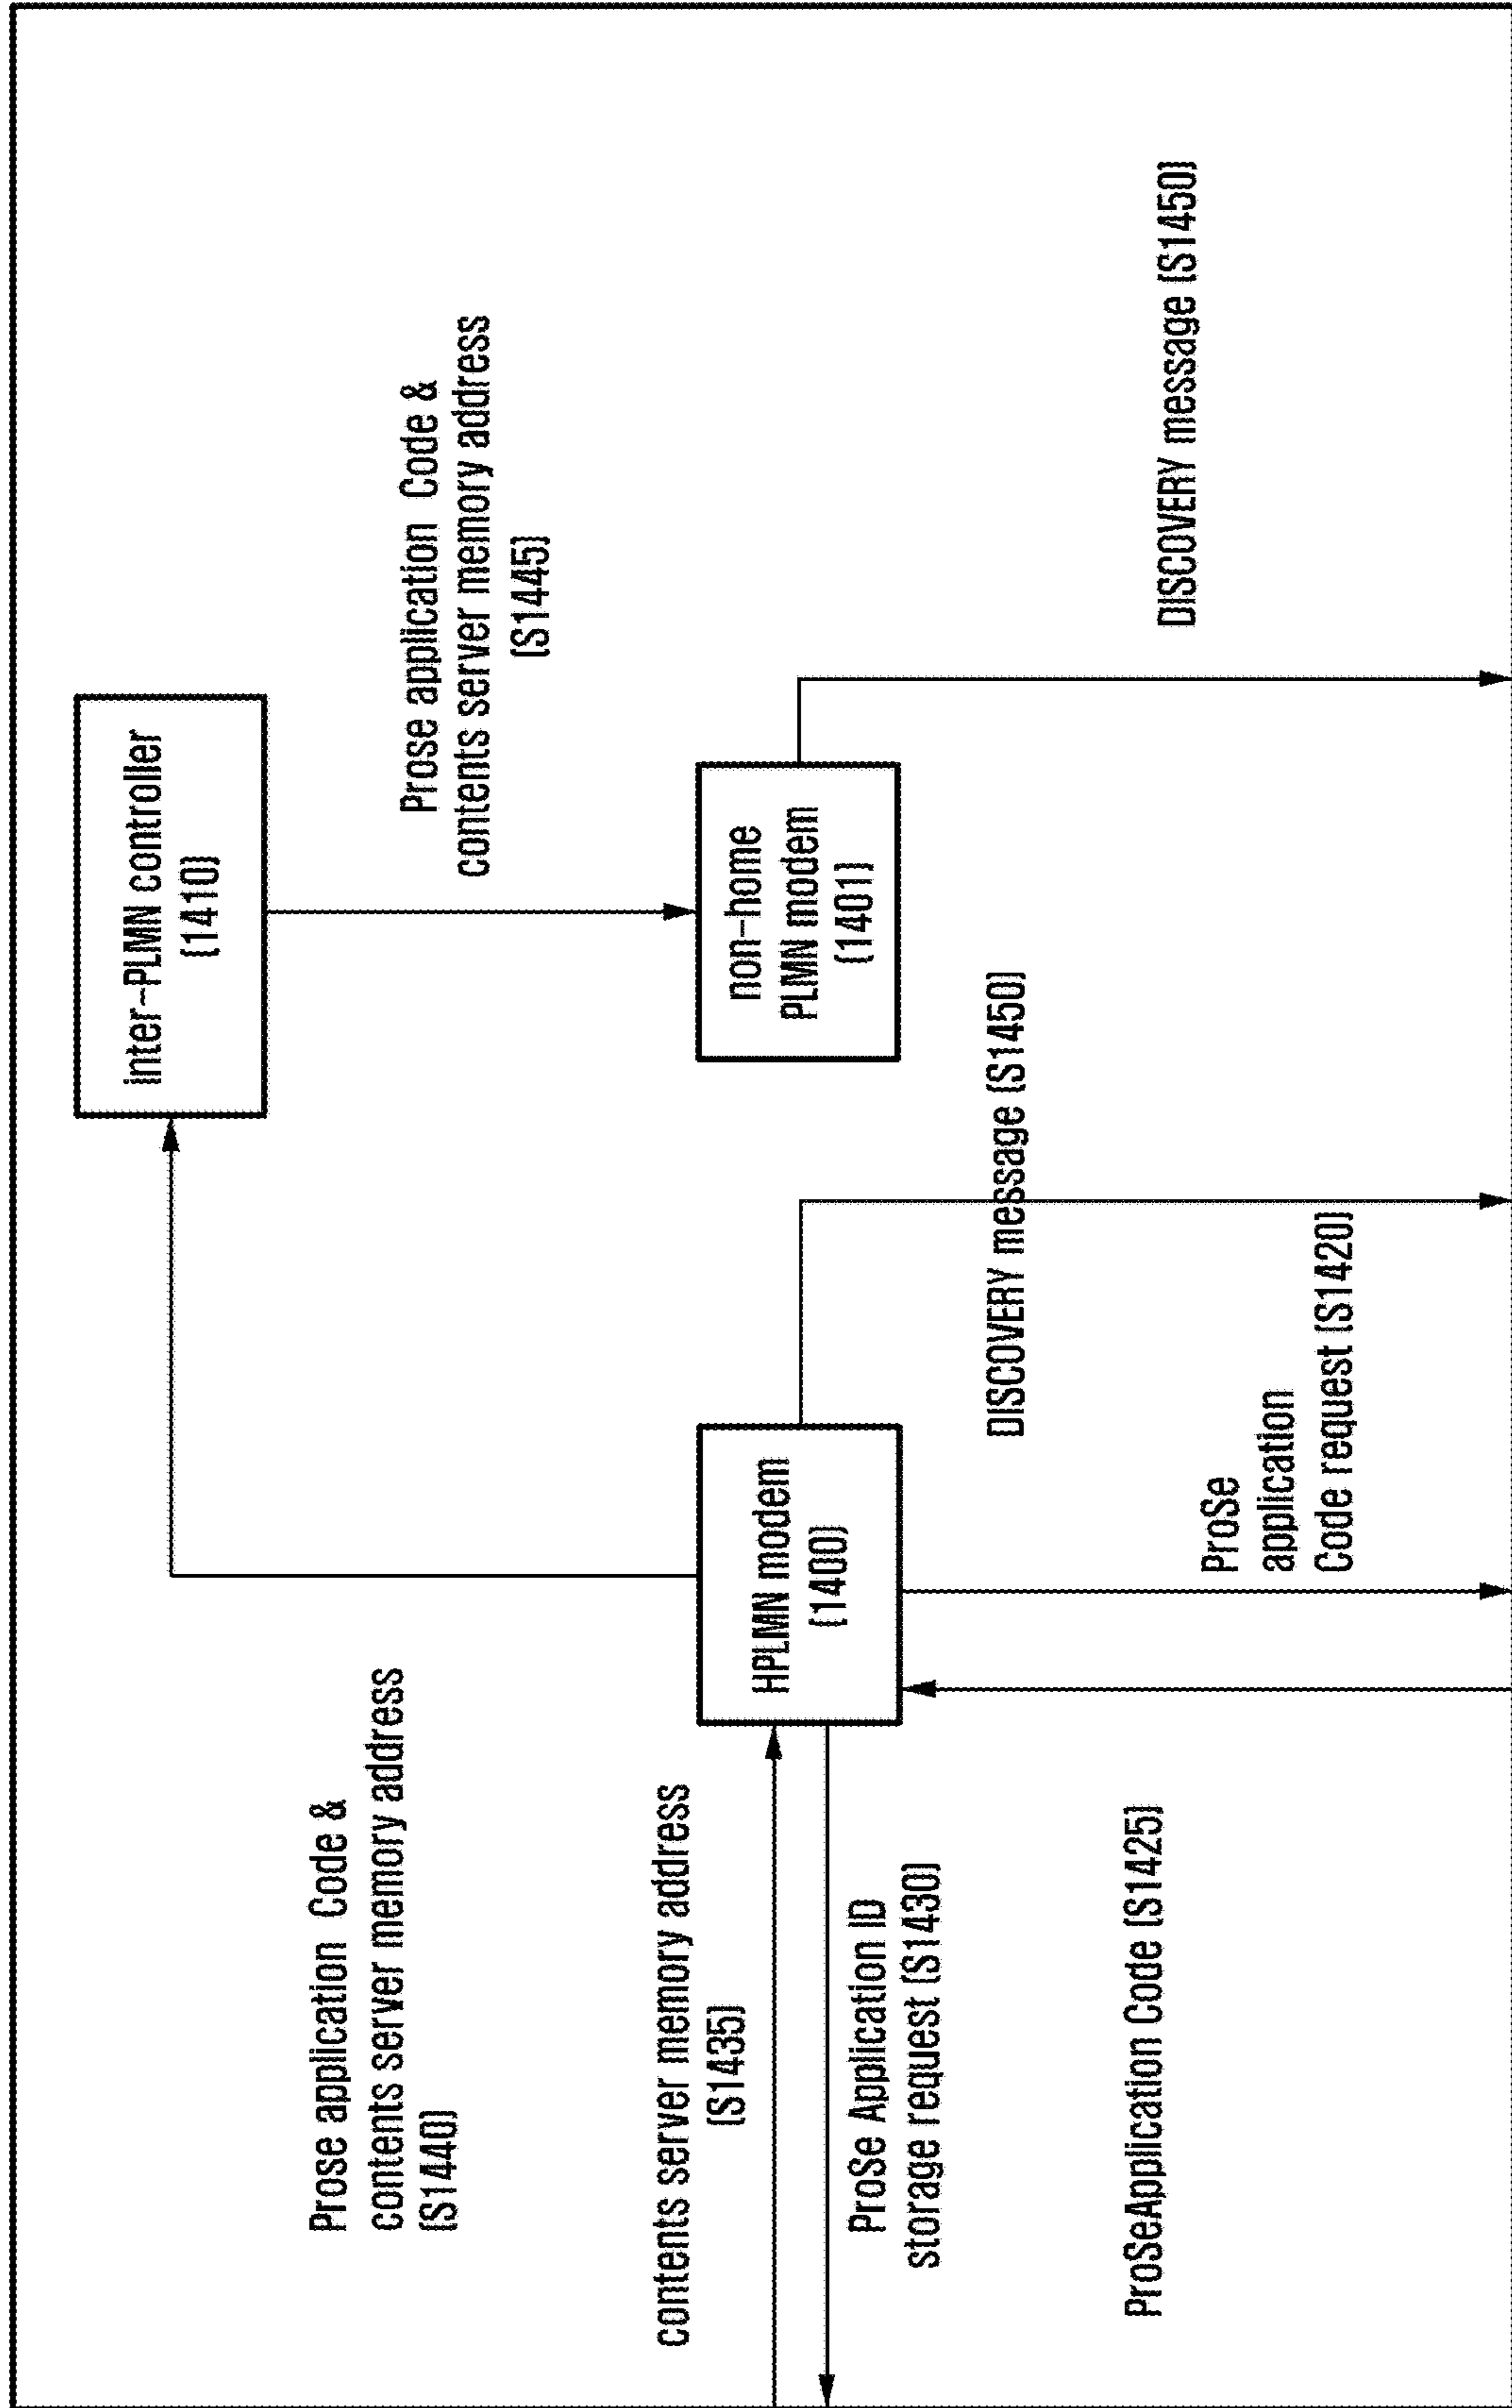 inter-PLMN controller
(1410)
Prose application Code &
contents server memory address
(S1440)
Prose application Code &
contents server memory address
(S1445)
contents server memory address
(S1435)
HPLMN modem
(1400)
non-home
PLMN modem
(1401)
ProSe Application ID
storage request (S1430)
DISCOVERY message (S1450)
DISCOVERY message (S1450)
ProSeApplication Code (S1425)
ProSe
application
Code request (S1420)